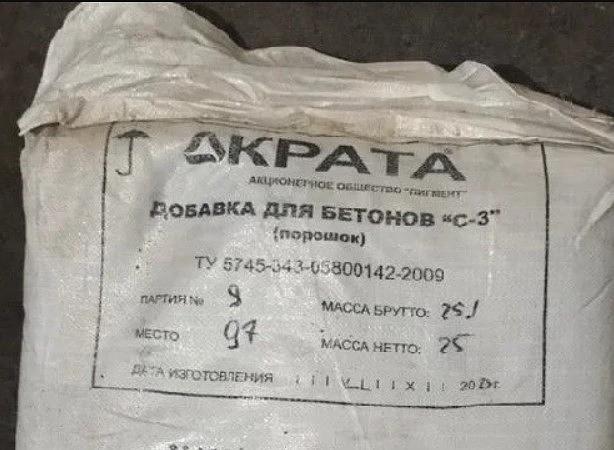 АКРАТА®
АКЦИОНЕРНОЕ ОБЩЕСТВО "ПИГМЕНТ"
ДОБАВКА ДЛЯ БЕТОНОВ "С-3"
(порошок)
ТУ 5745-343-05800142-2009
ПАРТИЯ № 9 МАССА БРУТТО: 25,1
МЕСТО 97 МАССА НЕТТО: 25
ДАТА ИЗГОТОВЛЕНИЯ